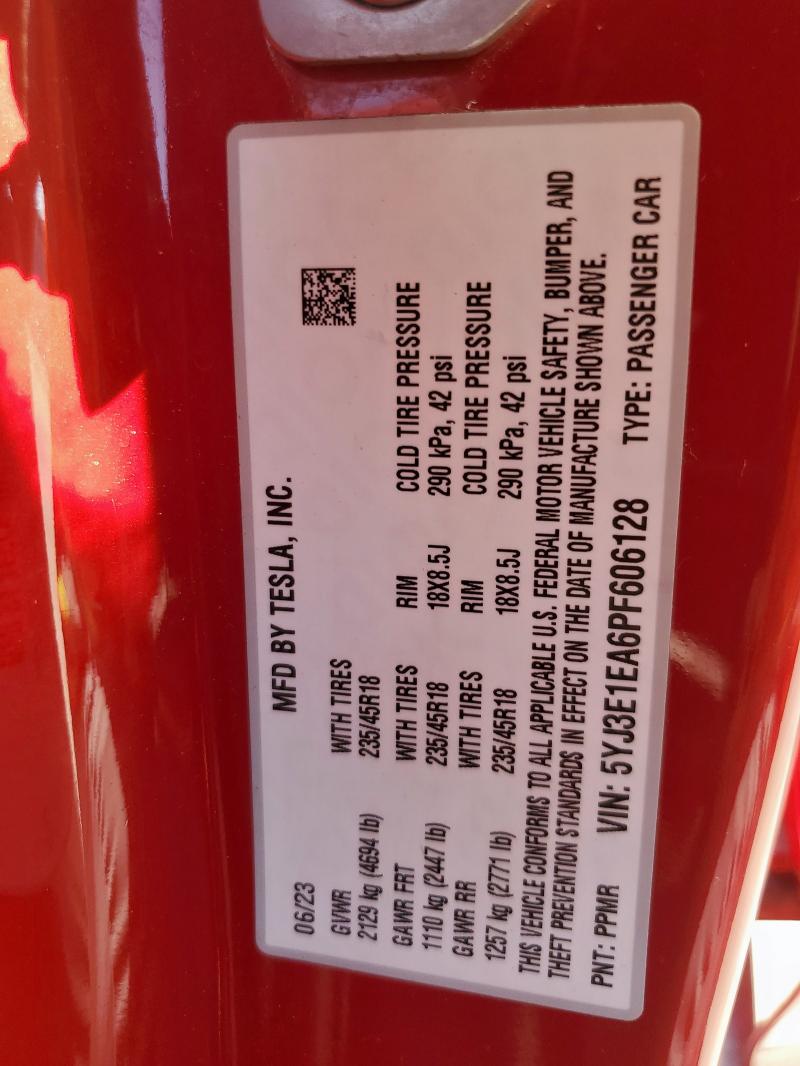 MFD BY TESLA, INC.
06/23
GVWR WITH TIRES
2129 kg (4694 lb) 235/45R18
GAWR FRT WITH TIRES RIM COLD TIRE PRESSURE
1110 kg (2447 lb) 235/45R18 18X8.5J 290 kPa, 42 psi
GAWR RR WITH TIRES RIM COLD TIRE PRESSURE
1257 kg (2771 lb) 235/45R18 18X8.5J 290 kPa, 42 psi
THIS VEHICLE CONFORMS TO ALL APPLICABLE U.S. FEDERAL MOTOR VEHICLE SAFETY, BUMPER, AND
THEFT PREVENTION STANDARDS IN EFFECT ON THE DATE OF MANUFACTURE SHOWN ABOVE.
PNT: PPMR VIN: 5YJ3E1EA6PF606128 TYPE: PASSENGER CAR